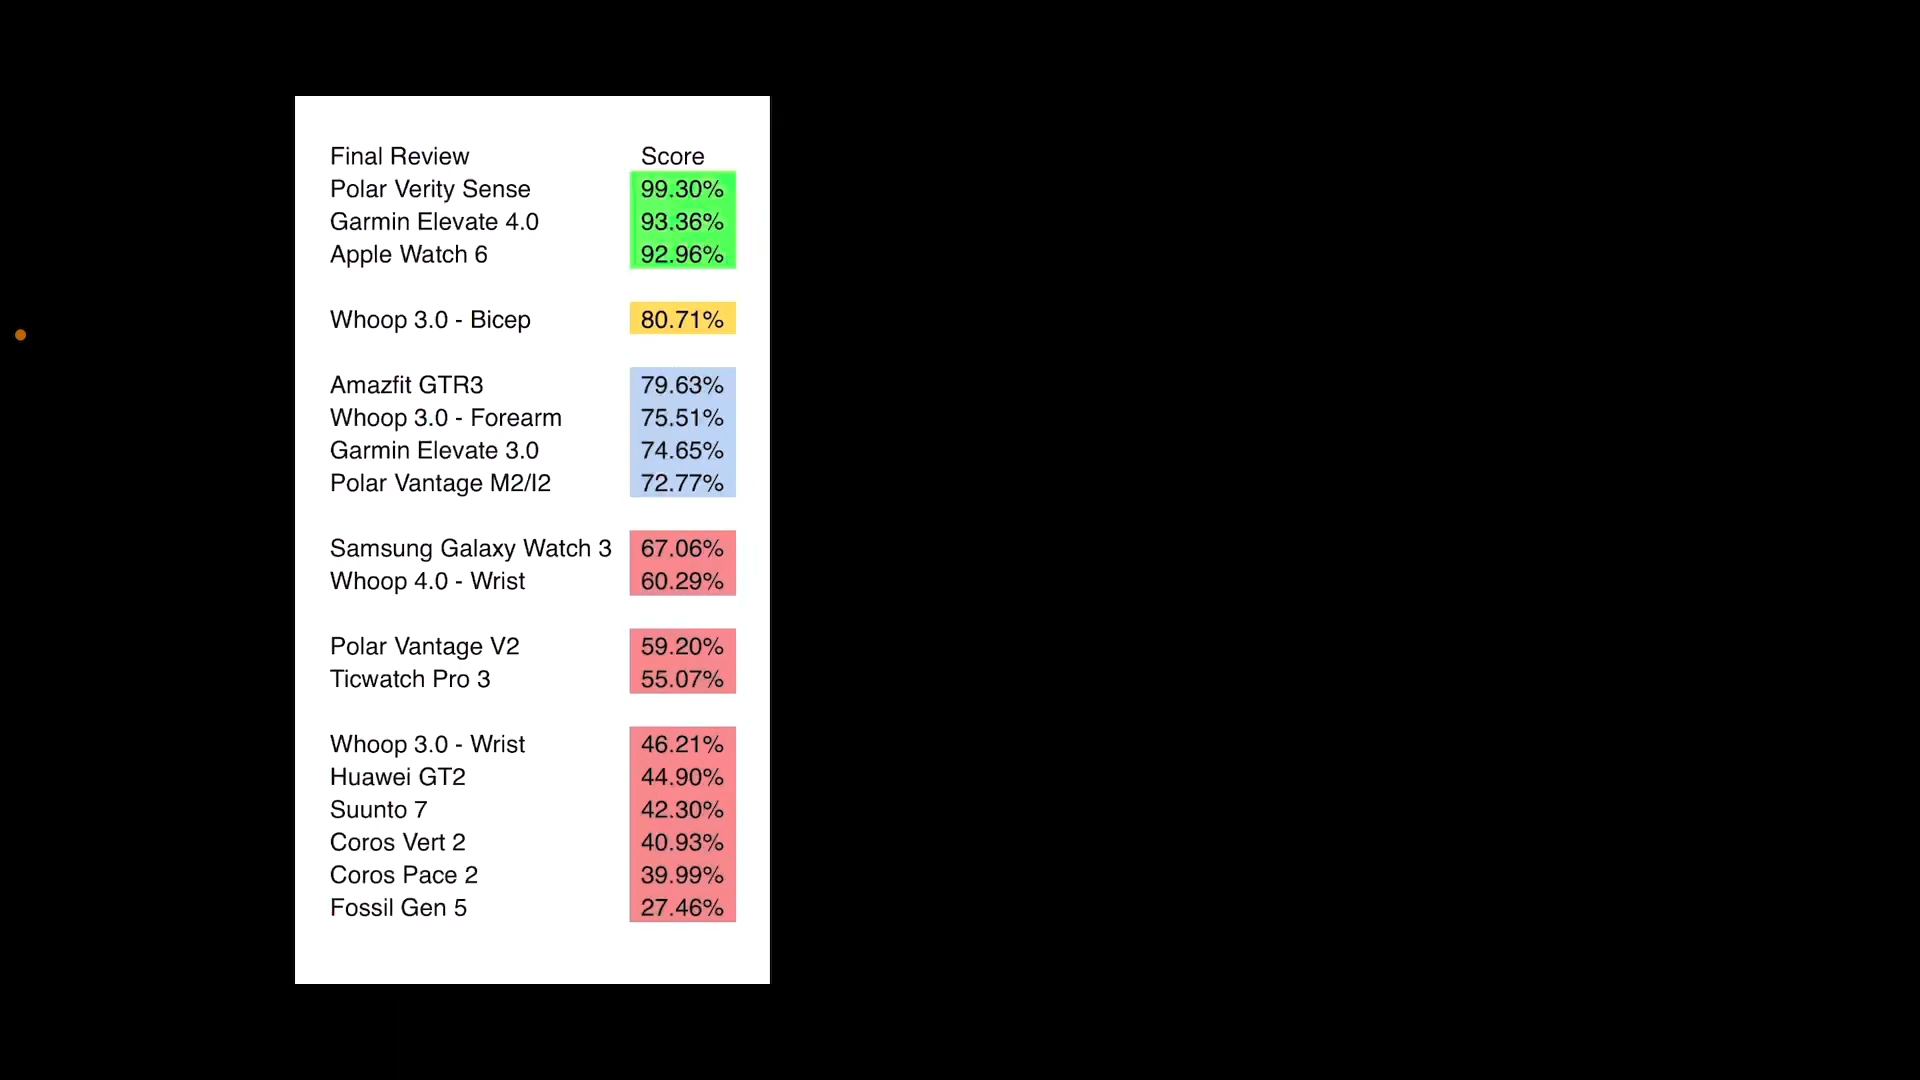 Final Review Score
Polar Verity Sense 99.30%
Garmin Elevate 4.0 93.36%
Apple Watch 6 92.96%
Whoop 3.0 - Bicep 80.71%
Amazfit GTR3 79.63%
Whoop 3.0 - Forearm 75.51%
Garmin Elevate 3.0 74.65%
Polar Vantage M2/I2 72.77%
Samsung Galaxy Watch 3 67.06%
Whoop 4.0 - Wrist 60.29%
Polar Vantage V2 59.20%
Ticwatch Pro 3 55.07%
Whoop 3.0 - Wrist 46.21%
Huawei GT2 44.90%
Suunto 7 42.30%
Coros Vert 2 40.93%
Coros Pace 2 39.99%
Fossil Gen 5 27.46%